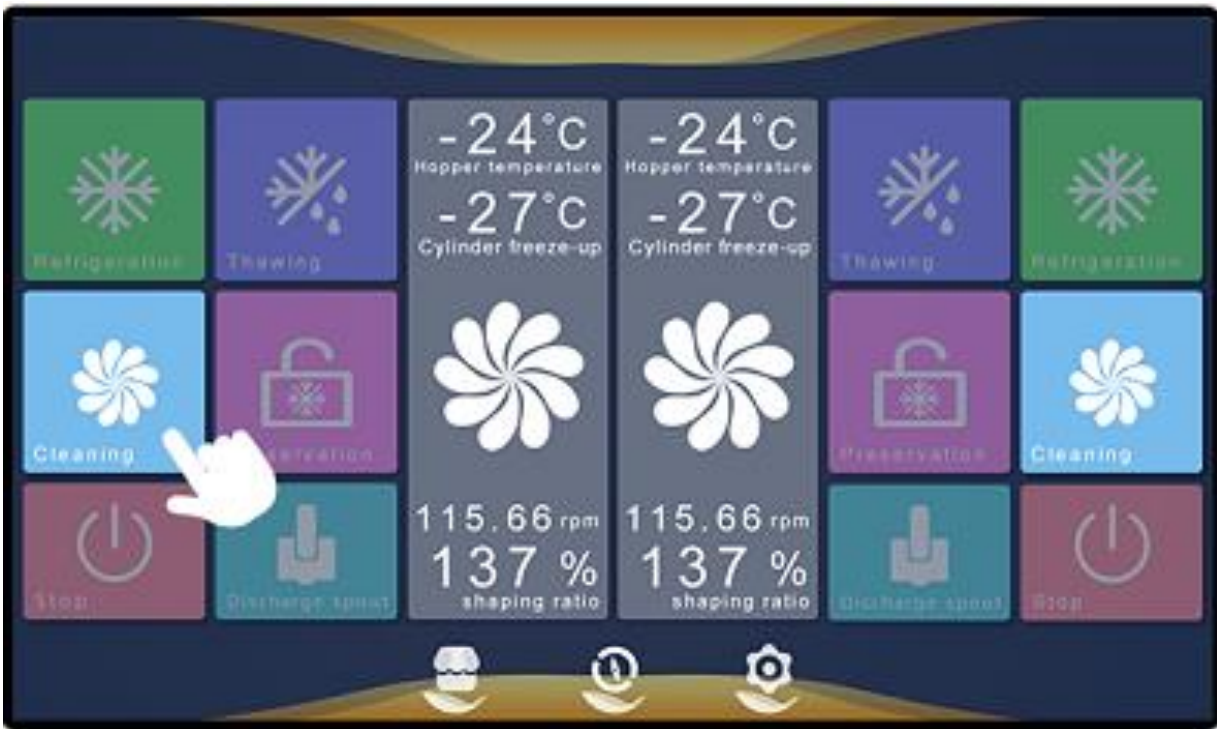 -24°C
Hopper temperature
-27°C
Cylinder freeze-up
115.66 rpm
137 %
shaping ratio
-24°C
Hopper temperature
-27°C
Cylinder freeze-up
115.66 rpm
137 %
shaping ratio
Refrigeration
Thawing
Cleaning
Stop
Discharge spout
Thawing
Refrigeration
Preservation
Cleaning
Discharge spout
Stop